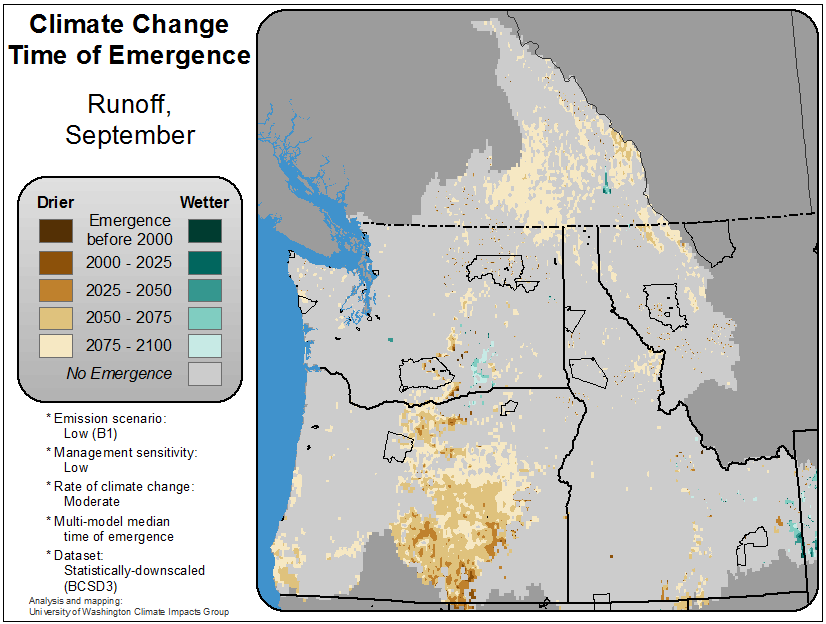 Climate Change
Time of Emergence
Runoff,
September
Drier
Wetter
Emergence
before 2000
2000 - 2025
2025 - 2050
2050 - 2075
2075 - 2100
No Emergence
* Emission scenario:
Low (B1)
* Management sensitivity:
Low
* Rate of climate change:
Moderate
* Multi-model median
time of emergence
* Dataset:
Statistically-downscaled
(BCSD3)
Analysis and mapping:
University of Washington Climate Impacts Group